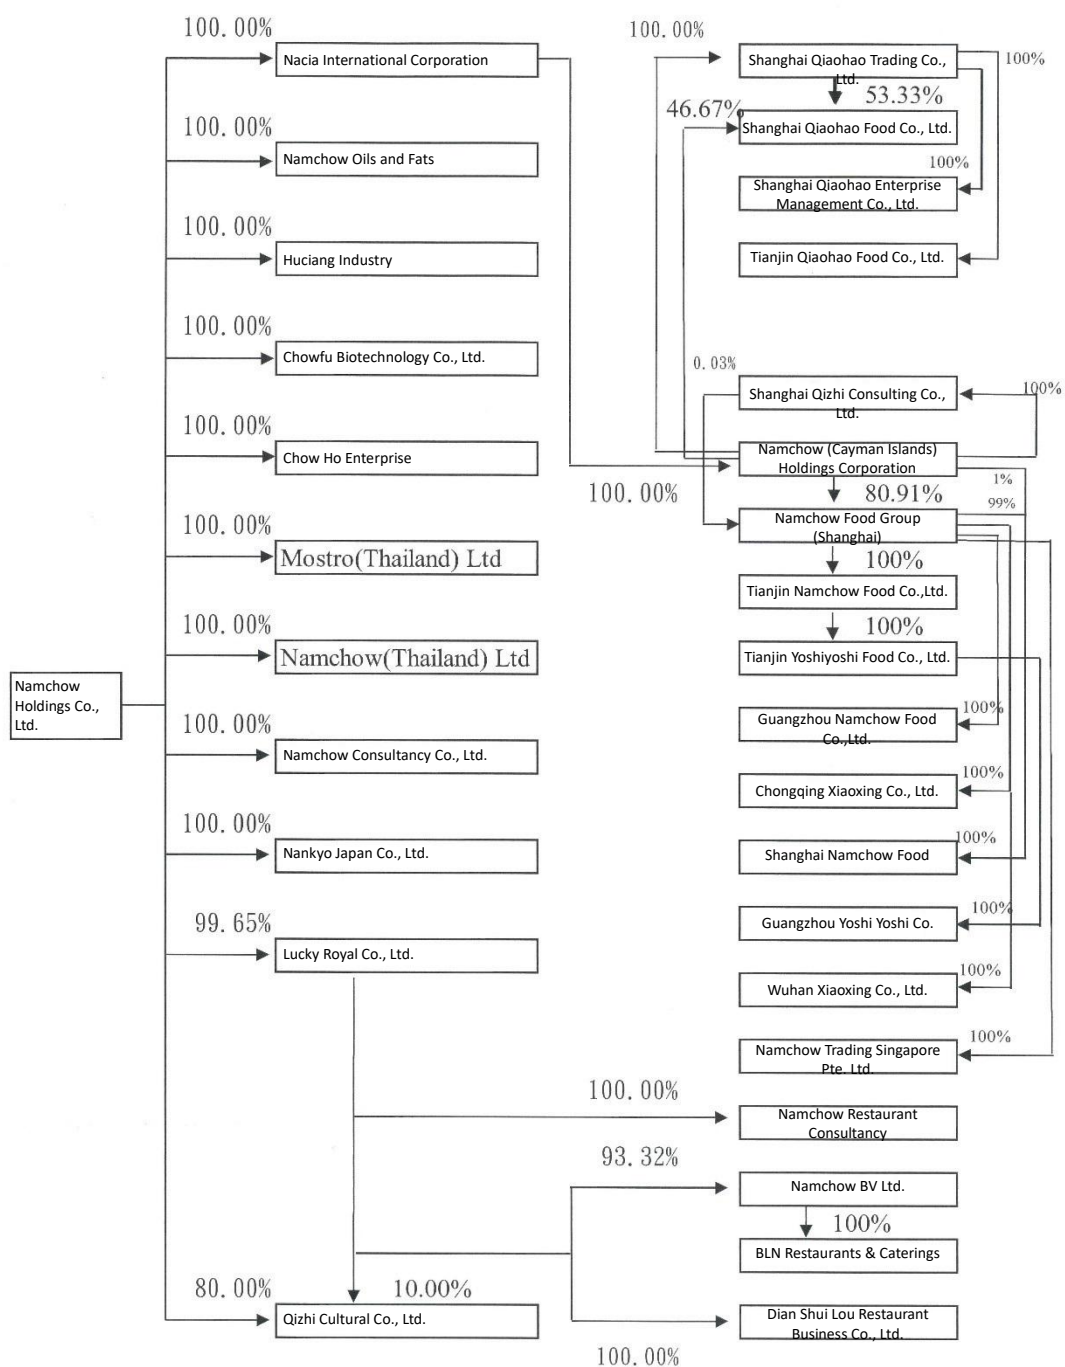 100.00%
Nacia International Corporation
100.00%
Namchow Oils and Fats
100.00%
Huciang Industry
100.00%
Chowfu Biotechnology Co., Ltd.
100.00%
Chow Ho Enterprise
100.00%
Mostro(Thailand) Ltd
100.00%
Namchow(Thailand) Ltd
Namchow
Holdings Co.,
Ltd.
100.00%
Namchow Consultancy Co., Ltd.
100.00%
Nankyo Japan Co., Ltd.
99.65%
Lucky Royal Co., Ltd.
80.00%
10.00%
Qizhi Cultural Co., Ltd.
100.00%
Shanghai Qiaohao Trading Co.,
Ltd.
100%
46.67%
53.33%
Shanghai Qiaohao Food Co., Ltd.
100%
Shanghai Qiaohao Enterprise
Management Co., Ltd.
Tianjin Qiaohao Food Co., Ltd.
0.03%
Shanghai Qizhi Consulting Co.,
Ltd.
100%
Namchow (Cayman Islands)
Holdings Corporation
100.00%
1%
80.91%
99%
Namchow Food Group
(Shanghai)
100%
Tianjin Namchow Food Co.,Ltd.
100%
Tianjin Yoshiyoshi Food Co., Ltd.
100%
Guangzhou Namchow Food
Co.,Ltd.
100%
Chongqing Xiaoxing Co., Ltd.
100%
Shanghai Namchow Food
100%
Guangzhou Yoshi Yoshi Co.
100%
Wuhan Xiaoxing Co., Ltd.
100%
Namchow Trading Singapore
Pte. Ltd.
100.00%
Namchow Restaurant
Consultancy
93.32%
Namchow BV Ltd.
100%
BLN Restaurants & Caterings
Dian Shui Lou Restaurant
Business Co., Ltd.
100.00%